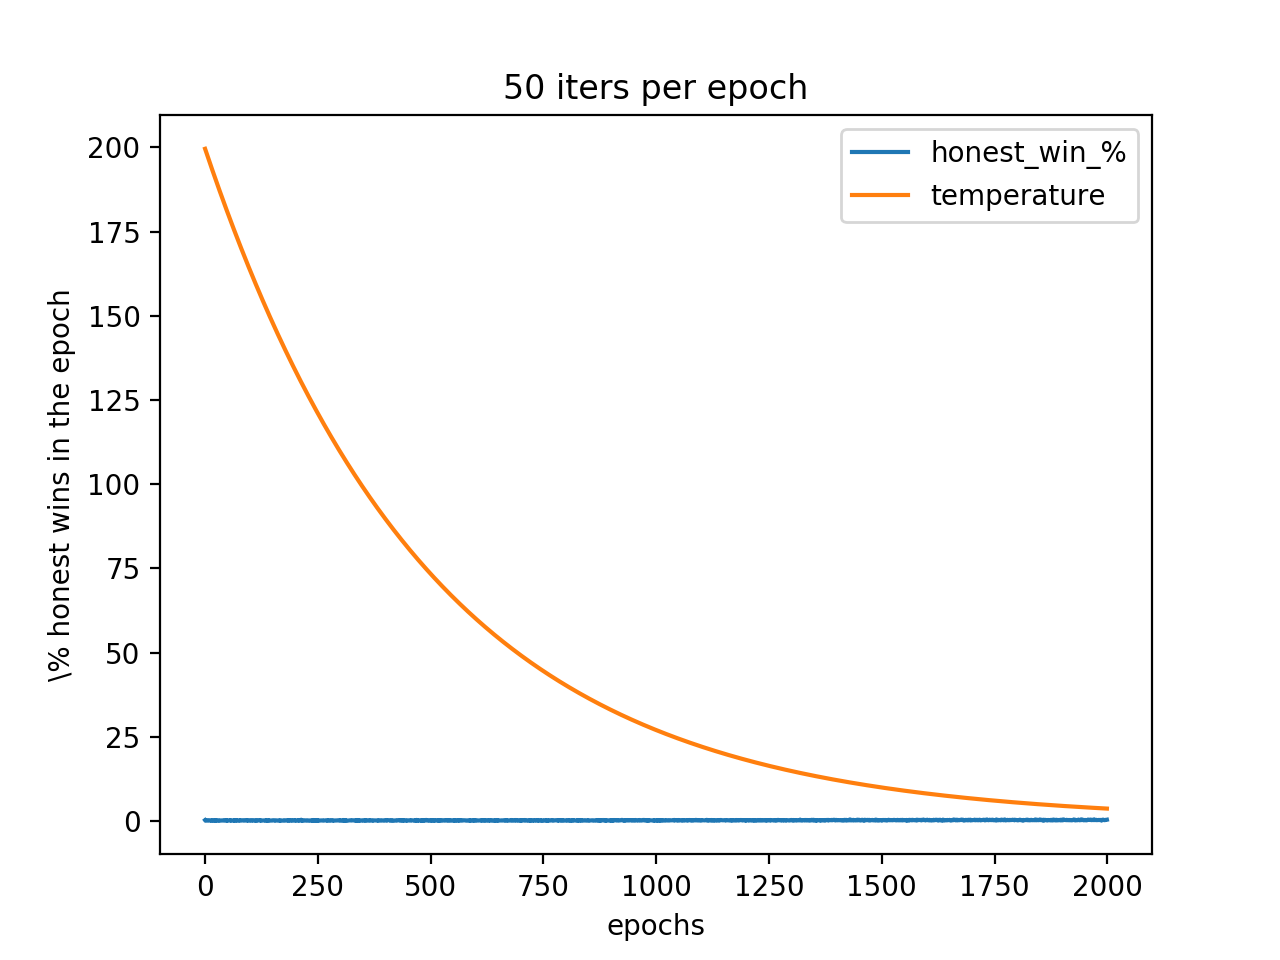 50 iters per epoch
honest_win_%
temperature
\% honest wins in the epoch
200
175
150
125
100
75
50
25
0
0 250 500 750 1000 1250 1500 1750 2000
epochs